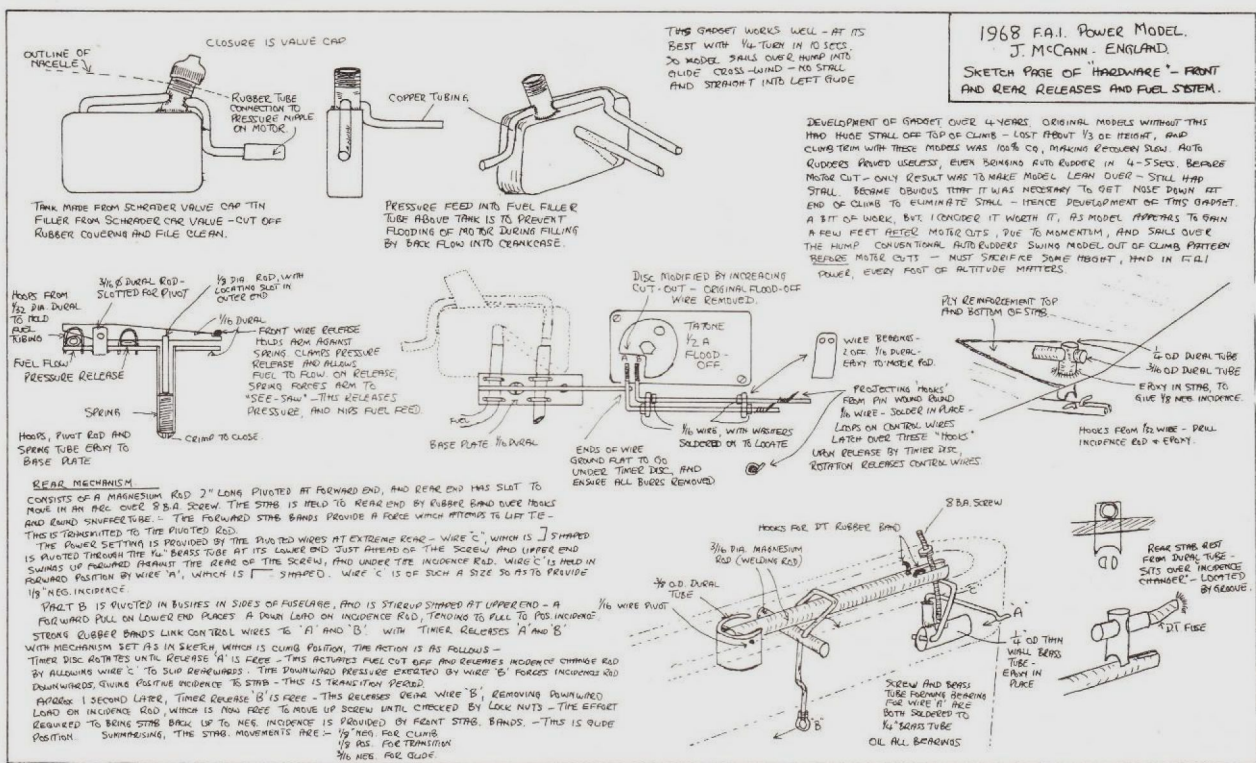 1968 F.A.I. POWER MODEL.
J. McCANN - ENGLAND.
SKETCH PAGE OF "HARDWARE" - FRONT
AND REAR RELEASES AND FUEL SYSTEM.
CLOSURE IS VALVE CAP
OUTLINE OF
NACELLE
RUBBER TUBE
CONNECTION TO
PRESSURE NIPPLE
ON MOTOR.
COPPER TUBING
THIS GADGET WORKS WELL - AT ITS
BEST WITH 1/4 TURN IN 10 SECS.
SO MODEL SAILS OVER HUMP INTO
GLIDE CROSS-WIND - NO STALL
AND STRAIGHT INTO LEFT GLIDE
TANK MADE FROM SCHRADER VALVE CAP TIN
FILLER FROM SCHRADER CAR VALVE - CUT OFF
RUBBER COVERING AND FILE CLEAN.
PRESSURE FEED INTO FUEL FILLER
TUBE ABOVE TANK IS TO PREVENT
FLOODING OF MOTOR DURING FILLING
BY BACK FLOW INTO CRANKCASE.
DEVELOPMENT OF GADGET OVER 4 YEARS. ORIGINAL MODELS WITHOUT THIS
HAD HUGE STALL OFF TOP OF CLIMB - LOST ABOUT 1/3 OF HEIGHT, AND
CLIMB TRIM WITH THESE MODELS WAS 100% CG, MAKING RECOVERY SLOW. AUTO
RUDDERS PROVED USELESS, EVEN BRINGING AUTO RUDDER IN 4-5 SECS. BEFORE
MOTOR CUT - ONLY RESULT WAS TO MAKE MODEL LEAN OVER - STILL HAD
STALL. BECAME OBVIOUS THAT IT WAS NECESSARY TO GET NOSE DOWN AT
END OF CLIMB TO ELIMINATE STALL - HENCE DEVELOPMENT OF THIS GADGET.
A BIT OF WORK, BUT I CONSIDER IT WORTH IT, AS MODEL APPEARS TO GAIN
A FEW FEET AFTER MOTOR CUTS, DUE TO MOMENTUM, AND SAILS OVER
THE HUMP CONVENTIONAL AUTO RUDDERS SWING MODEL OUT OF CLIMB PATTERN
BEFORE MOTOR CUTS - MUST SACRIFICE SOME HEIGHT, AND IN F.A.I
POWER, EVERY FOOT OF ALTITUDE MATTERS.
HOOPS FROM
1/32 DIA. DURAL
TO HOLD
FUEL
TUBING
3/16 Ø DURAL ROD -
SLOTTED FOR PIVOT
1/8 DIA. ROD, WITH
LOCATING SLOT IN
OUTER END
1/16 DURAL
FUEL FLOW
PRESSURE RELEASE
FRONT WIRE RELEASE
HOLDS ARM AGAINST
SPRING. CLAMPS PRESSURE
RELEASE AND ALLOWS
FUEL TO FLOW. ON RELEASE,
SPRING FORCES ARM TO
"SEE-SAW" - THIS RELEASES
PRESSURE, AND NIPS FUEL FEED.
SPRING
CRIMP TO CLOSE.
HOOPS, PIVOT ROD AND
SPRING TUBE EPOXY TO
BASE PLATE
DISC MODIFIED BY INCREASING
CUT-OUT - ORIGINAL FLOOD-OFF
WIRE REMOVED.
TATONE
1/2 A
FLOOD-
OFF.
A
B
FUEL
BASE PLATE 1/16 DURAL
WIRE BEARINGS -
2 OFF. 1/16 DURAL -
EPOXY TO MOTOR POD.
PROJECTING 'HOOKS'
FROM PIN WOUND ROUND
1/16 WIRE - SOLDER IN PLACE -
LOOPS ON CONTROL WIRES
LATCH OVER THESE "HOOKS"
UPON RELEASE BY TIMER DISC,
ROTATION RELEASES CONTROL WIRES.
1/16 WIRE, WITH WASHERS
SOLDERED ON TO LOCATE
ENDS OF WIRE
GROUND FLAT TO GO
UNDER TIMER DISC, AND
ENSURE ALL BURRS REMOVED
PLY REINFORCEMENT TOP
AND BOTTOM OF STAB.
1/4 OD DURAL TUBE
3/16 OD DURAL TUBE
EPOXY IN STAB, TO
GIVE 1/8 NEG. INCIDENCE.
HOOKS FROM 1/32 WIRE - DRILL
INCIDENCE ROD & EPOXY.
REAR MECHANISM
CONSISTS OF A MAGNESIUM ROD 2" LONG PIVOTED AT FORWARD END, AND REAR END HAS SLOT TO
MOVE IN AN ARC OVER 8 B.A. SCREW. THE STAB IS HELD TO REAR END BY RUBBER BAND OVER HOOKS
AND ROUND SNUFFER TUBE. - THE FORWARD STAB BANDS PROVIDE A FORCE WHICH ATTEMPTS TO LIFT TE -
THIS IS TRANSMITTED TO THE PIVOTED ROD.
THE POWER SETTING IS PROVIDED BY THE PIVOTED WIRES AT EXTREME REAR - WIRE 'C', WHICH IS ] SHAPED
IS PIVOTED THROUGH THE 1/4" BRASS TUBE AT ITS LOWER END JUST AHEAD OF THE SCREW AND UPPER END
SWINGS UP FORWARD AGAINST THE REAR OF THE SCREW, AND UNDER THE INCIDENCE ROD. WIRE 'C' IS HELD IN
FORWARD POSITION BY WIRE 'A', WHICH IS SHAPED. WIRE 'C' IS OF SUCH A SIZE SO AS TO PROVIDE
1/8" NEG. INCIDENCE.
PART B IS PIVOTED IN BUSHES IN SIDES OF FUSELAGE, AND IS STIRRUP SHAPED AT UPPER END - A
FORWARD PULL ON LOWER END PLACES A DOWN LOAD ON INCIDENCE ROD, TENDING TO PULL TO POS. INCIDENCE
STRONG RUBBER BANDS LINK CONTROL WIRES TO 'A' AND 'B'. WITH TIMER RELEASES 'A' AND 'B'
WITH MECHANISM SET AS IN SKETCH, WHICH IS CLIMB POSITION, THE ACTION IS AS FOLLOWS -
TIMER DISC ROTATES UNTIL RELEASE 'A' IS FREE - THIS ACTUATES FUEL CUT OFF AND RELEASES INCIDENCE CHANGE ROD
BY ALLOWING WIRE 'C' TO SLIP REARWARDS. THE DOWNWARD PRESSURE EXERTED BY WIRE 'B' FORCES INCIDENCE ROD
DOWNWARDS, GIVING POSITIVE INCIDENCE TO STAB - THIS IS TRANSITION PERIOD.
APPROX 1 SECOND LATER, TIMER RELEASE 'B' IS FREE - THIS RELEASES REAR WIRE 'B', REMOVING DOWNWARD
LOAD ON INCIDENCE ROD, WHICH IS NOW FREE TO MOVE UP SCREW UNTIL CHECKED BY LOCK NUTS - THE EFFORT
REQUIRED TO BRING STAB BACK UP TO NEG. INCIDENCE IS PROVIDED BY FRONT STAB. BANDS. - THIS IS GLIDE
POSITION. SUMMARISING, THE STAB. MOVEMENTS ARE:- 1/8" NEG. FOR CLIMB
1/8 POS. FOR TRANSITION
3/16 NEG. FOR GLIDE.
8 B.A. SCREW
HOOKS FOR DT RUBBER BAND
3/16 DIA. MAGNESIUM
ROD (WELDING ROD)
3/8 O.D. DURAL
TUBE
1/16 WIRE PIVOT
'C'
'A'
'B'
1/4" OD THIN
WALL BRASS
TUBE -
EPOXY IN
PLACE
SCREW AND BRASS
TUBE FORMING BEARING
FOR WIRE 'A' ARE
BOTH SOLDERED TO
1/4" BRASS TUBE
OIL ALL BEARINGS
REAR STAB REST
FROM DURAL TUBE -
SITS OVER INCIDENCE
CHANGER - LOCATED
BY GROOVE.
DT FUSE